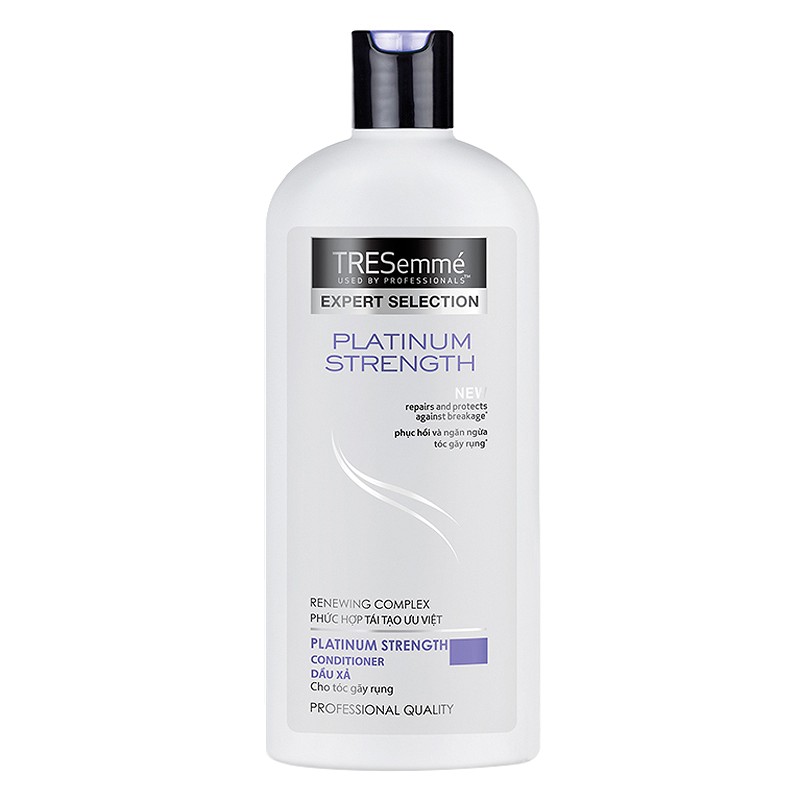 TRESemmé
USED BY PROFESSIONALS™
EXPERT SELECTION
PLATINUM
STRENGTH
NEW
repairs and protects
against breakage*
phục hồi và ngăn ngừa
tóc gãy rụng*
RENEWING COMPLEX
PHỨC HỢP TÁI TẠO ƯU VIỆT
PLATINUM STRENGTH
CONDITIONER
DẦU XẢ
Cho tóc gãy rụng
PROFESSIONAL QUALITY